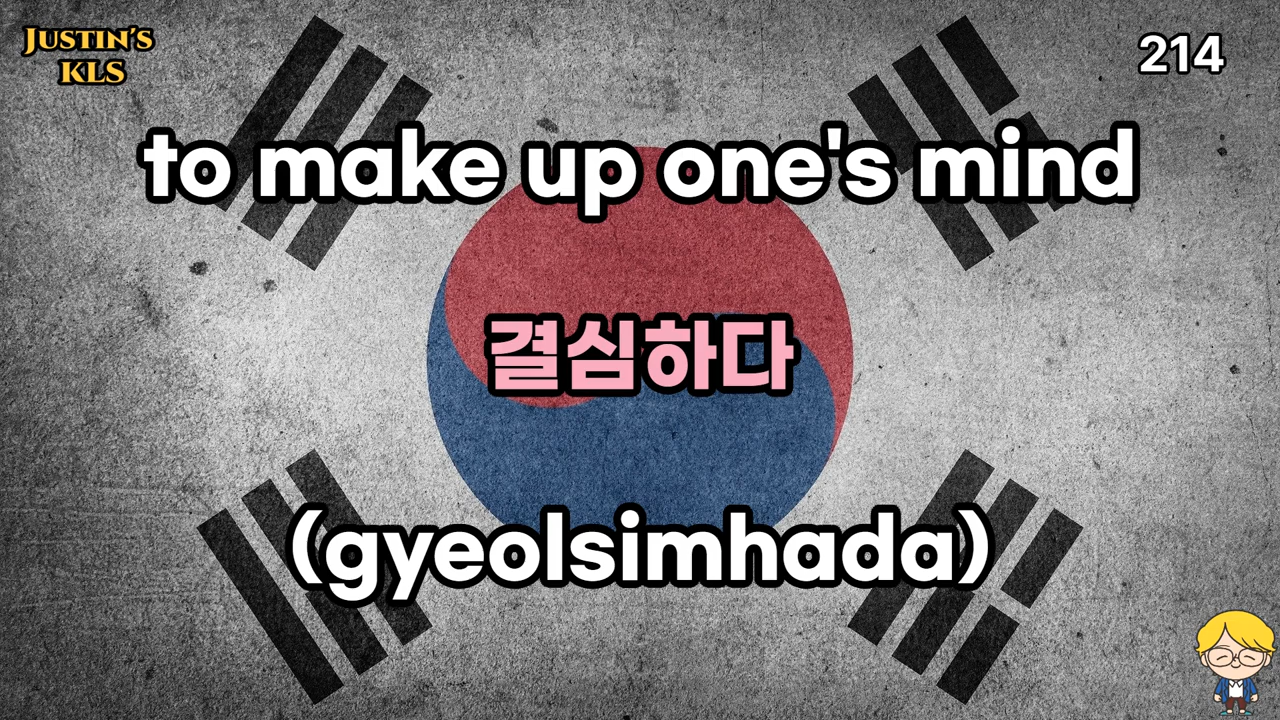 JUSTIN'S
KLS
214
to make up one's mind
결심하다
(gyeolsimhada)